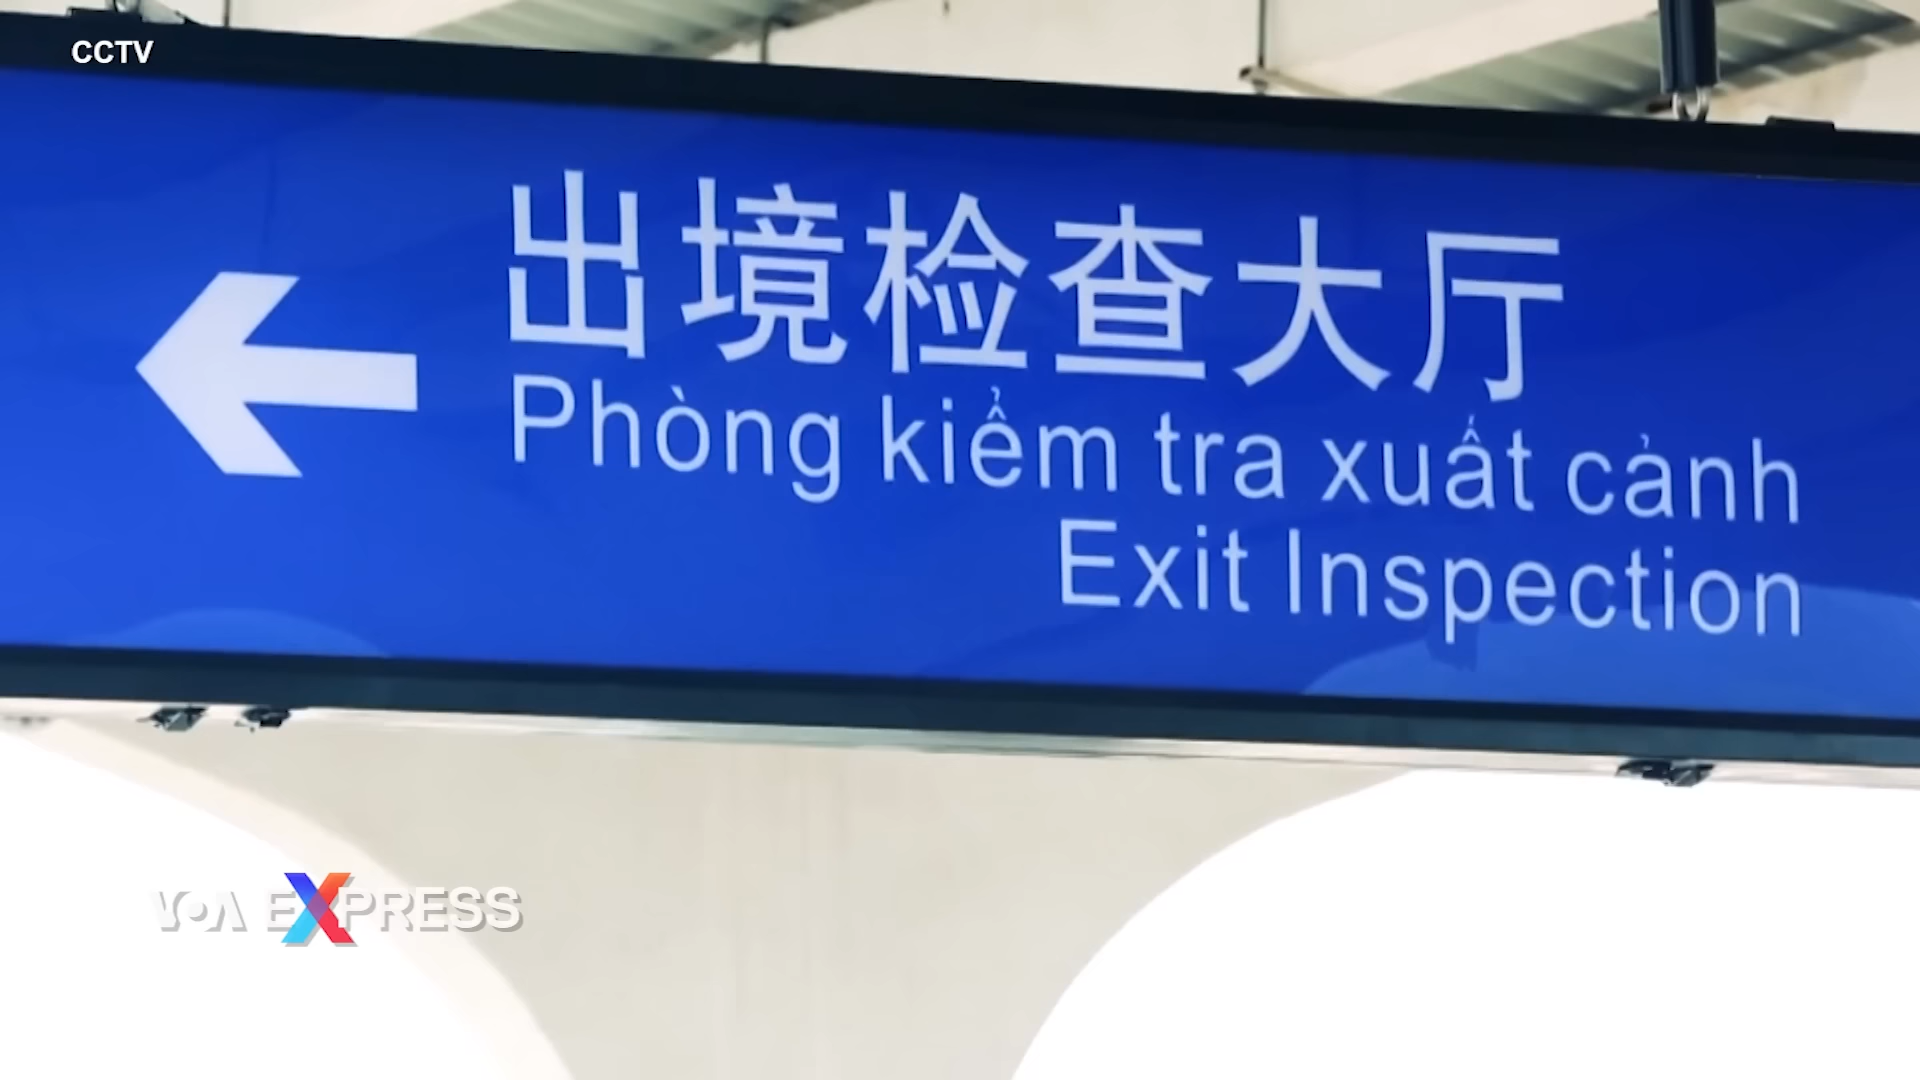 CCTV
出境检查大厅
Phòng kiểm tra xuất cảnh
Exit Inspection
VOA EXPRESS